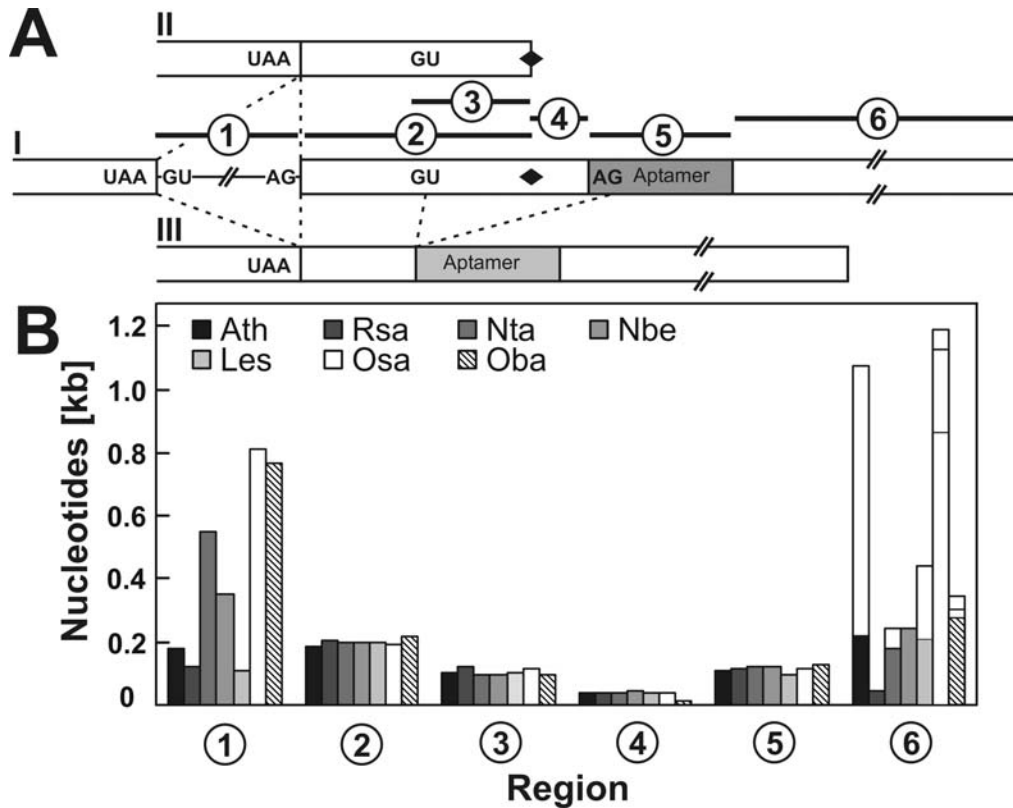 A
II
UAA GU
3
1 2 4 5 6
I
UAA GU AG GU AG Aptamer
III
UAA Aptamer
B
Ath Rsa Nta Nbe
Les Osa Oba
Nucleotides [kb]
1.2
1.0
0.8
0.6
0.4
0.2
0
1 2 3 4 5 6
Region